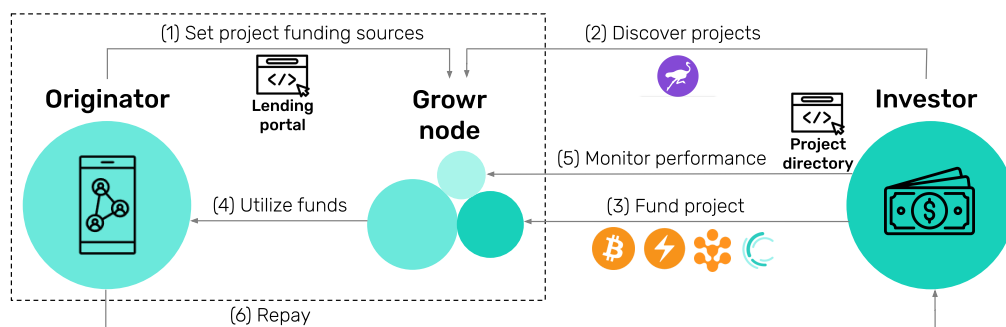 (1) Set project funding sources
(2) Discover projects
Originator
Lending
portal
Growr
node
Investor
Project
directory
</>
</>
(5) Monitor performance
(4) Utilize funds
(3) Fund project
$
(6) Repay